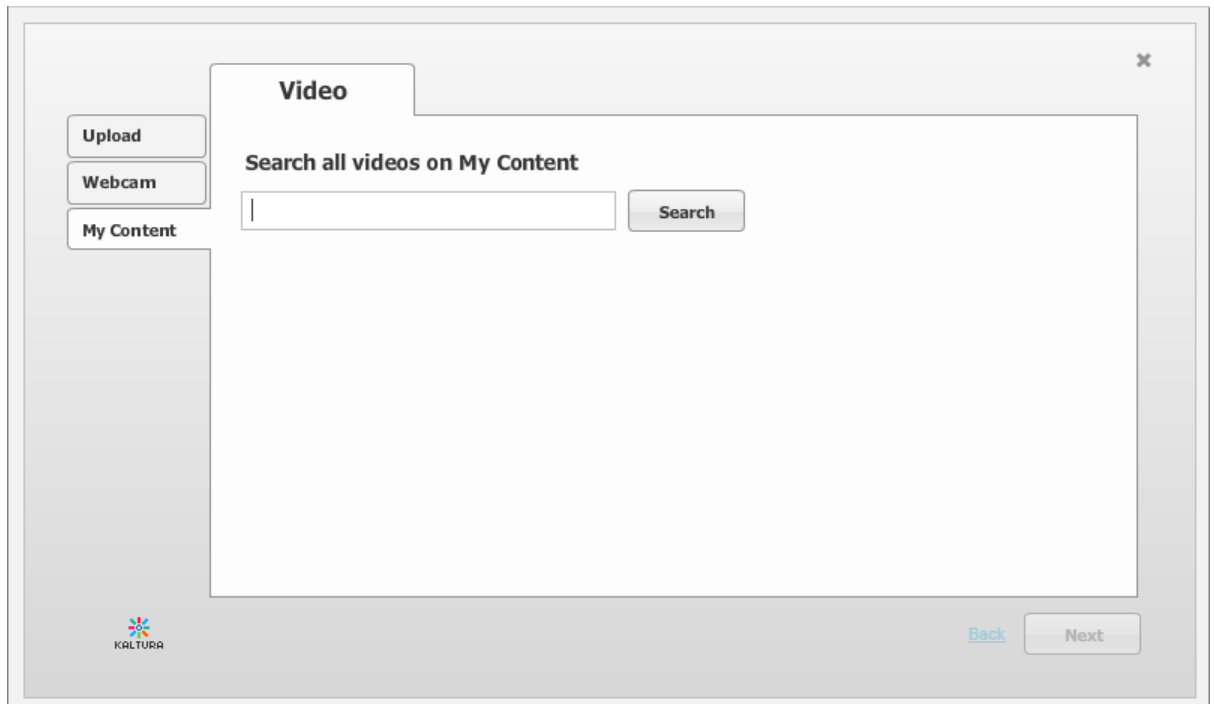 Video
Upload
Webcam
My Content
Search all videos on My Content
Search
KALTURA
Back
Next